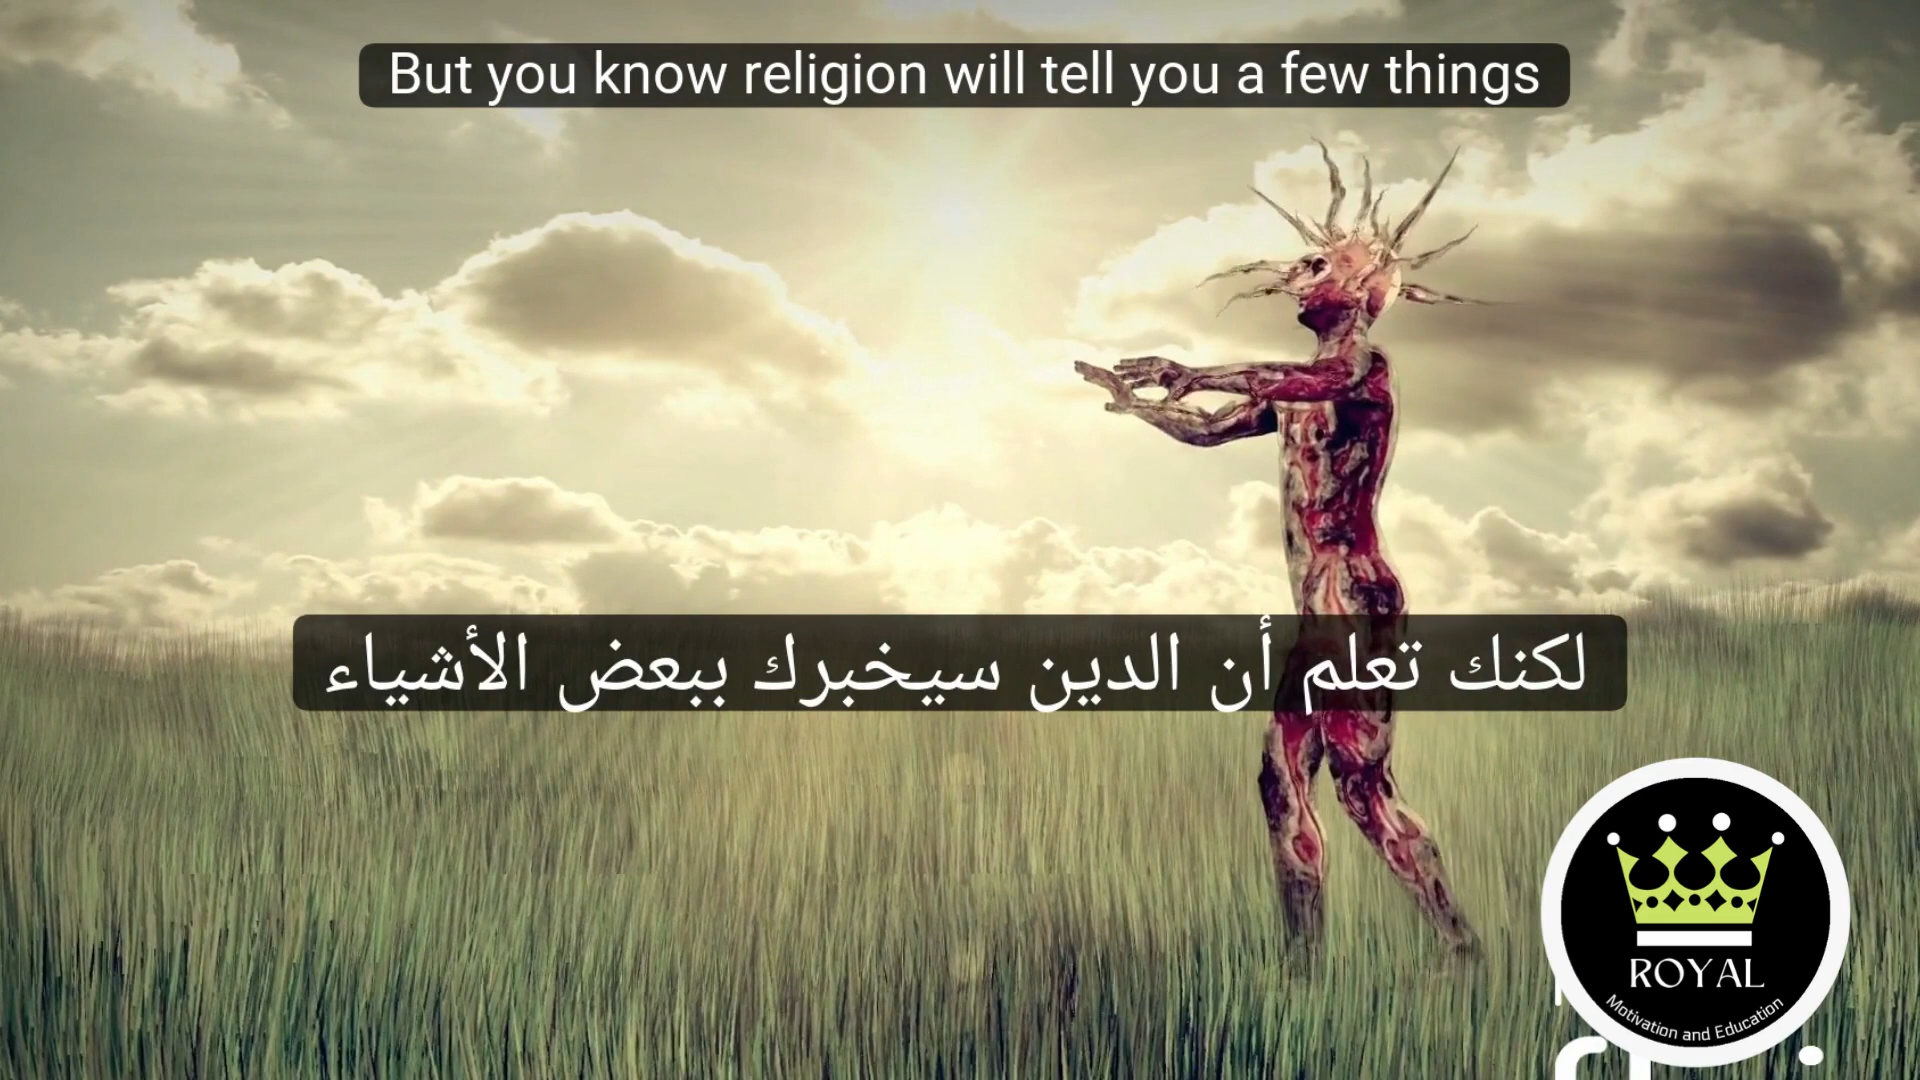 But you know religion will tell you a few things
لكنك تعلم أن الدين سيخبرك ببعض الأشياء
ROYAL
Motivation and Education